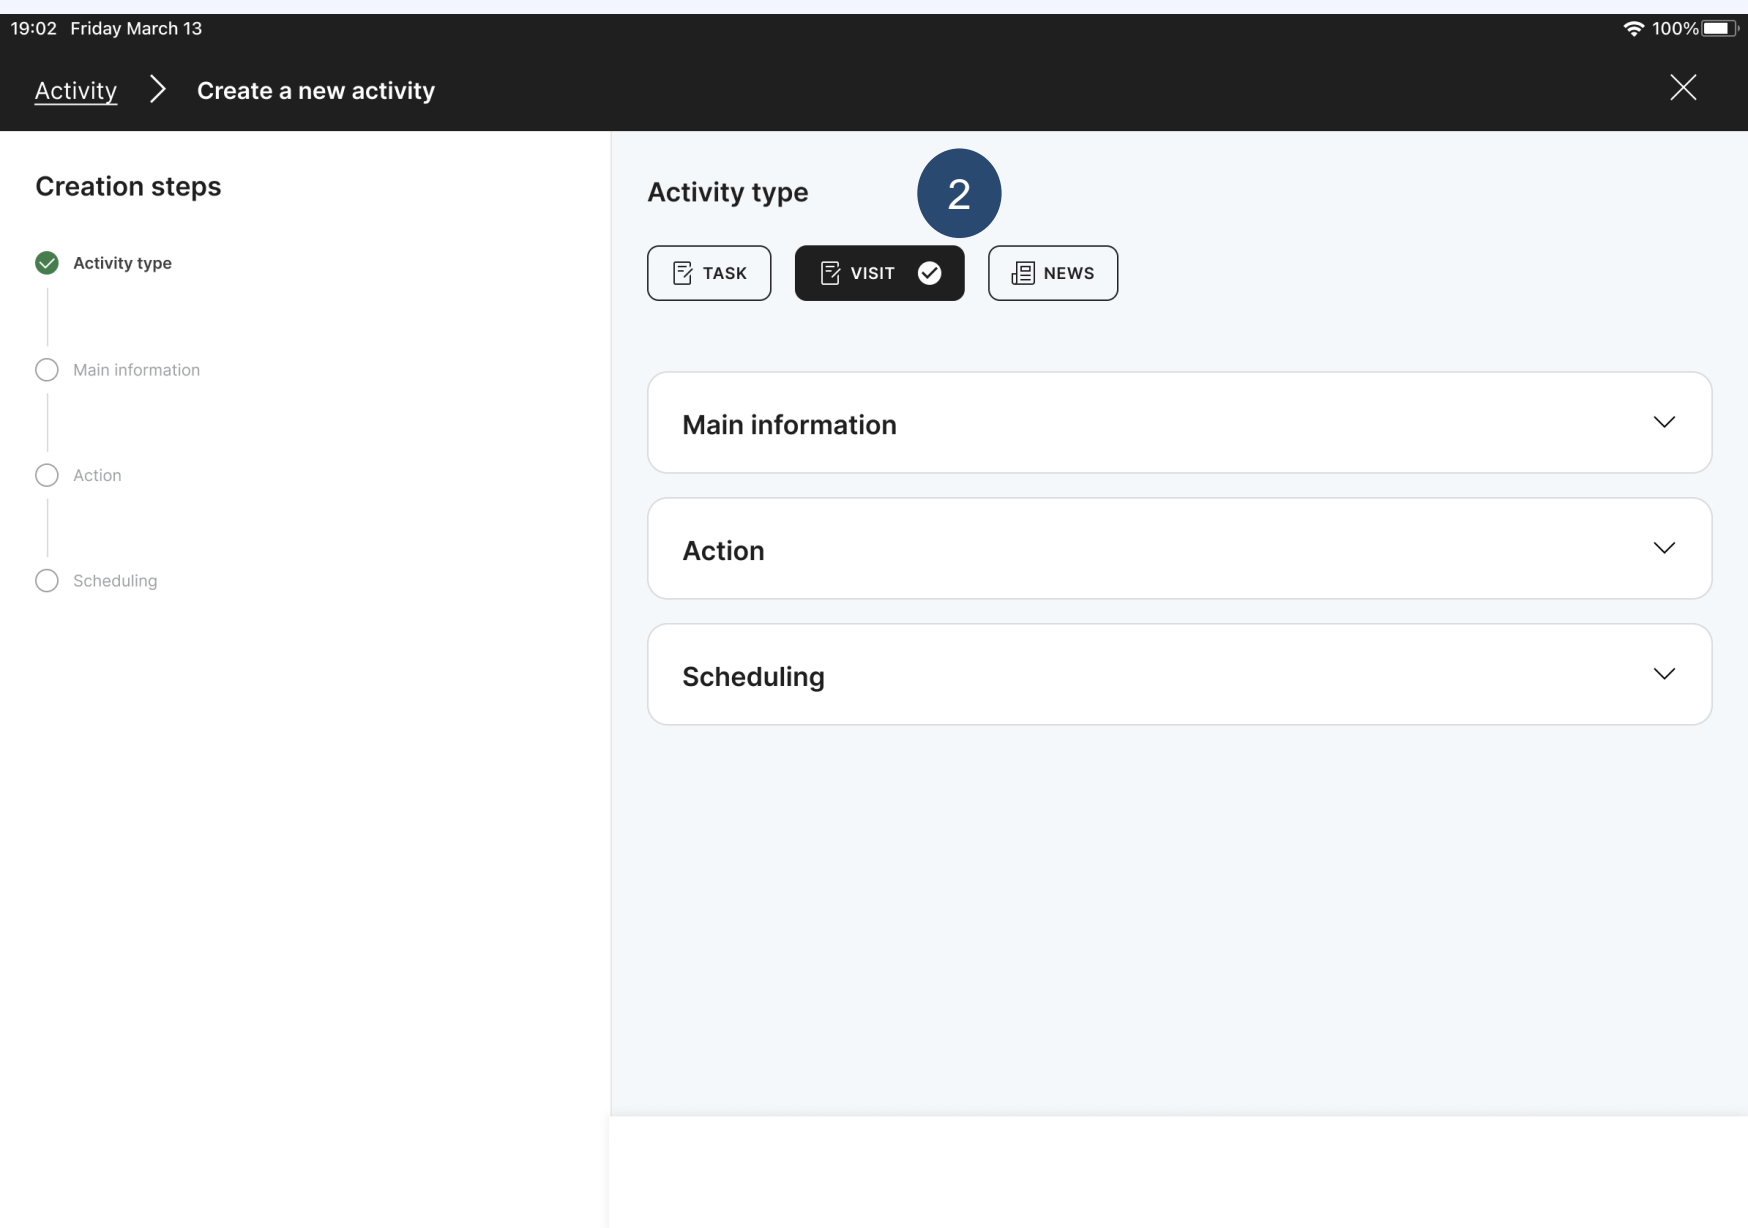 19:02 Friday March 13
100%
Activity
Create a new activity
Creation steps
Activity type
Main information
Action
Scheduling
Activity type
2
TASK
VISIT
NEWS
Main information
Action
Scheduling